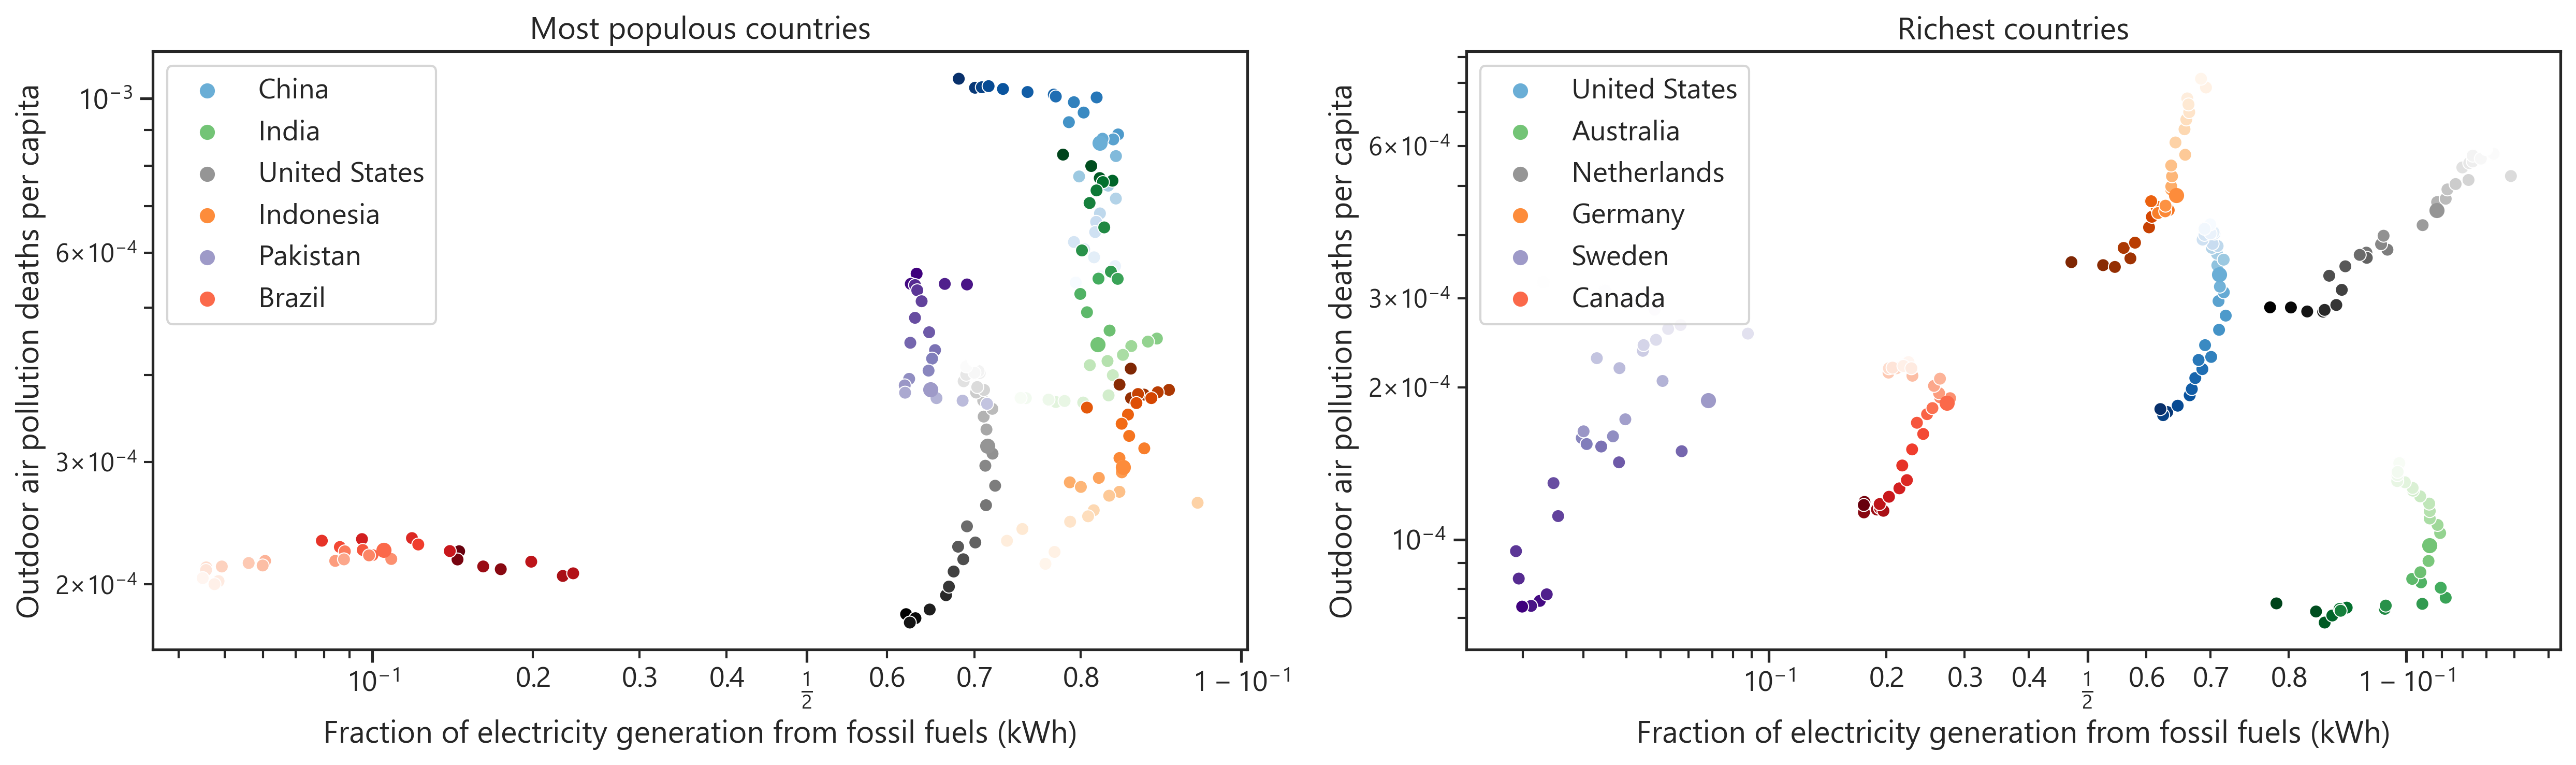 Most populous countries
Outdoor air pollution deaths per capita
10⁻³
6×10⁻⁴
3×10⁻⁴
2×10⁻⁴
China
India
United States
Indonesia
Pakistan
Brazil
10⁻¹
0.2
0.3
0.4
1/2
0.6
0.7
0.8
1 − 10⁻¹
Fraction of electricity generation from fossil fuels (kWh)
Richest countries
Outdoor air pollution deaths per capita
6×10⁻⁴
3×10⁻⁴
2×10⁻⁴
10⁻⁴
United States
Australia
Netherlands
Germany
Sweden
Canada
10⁻¹
0.2
0.3
0.4
1/2
0.6
0.7
0.8
1 − 10⁻¹
Fraction of electricity generation from fossil fuels (kWh)